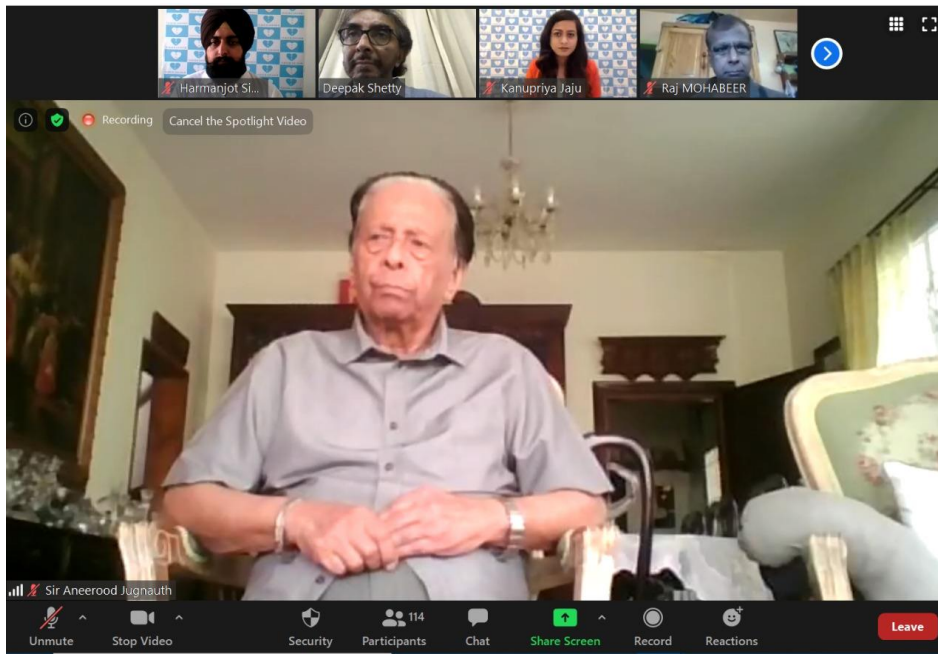 Harmanjot Si...
Deepak Shetty
Kanupriya Jaju
Raj MOHABEER
Recording
Cancel the Spotlight Video
Sir Aneerood Jugnauth
114
Unmute
Stop Video
Security
Participants
Chat
Share Screen
Record
Reactions
Leave